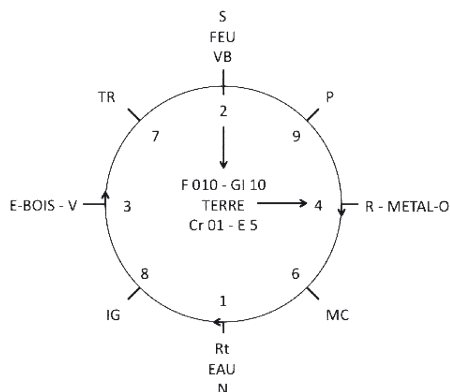 S
FEU
VB
TR
P
2
7
9
F 010 - GI 10
E-BOIS - V
3
TERRE
4
R - METAL-O
Cr 01 - E 5
8
6
1
IG
MC
Rt
EAU
N